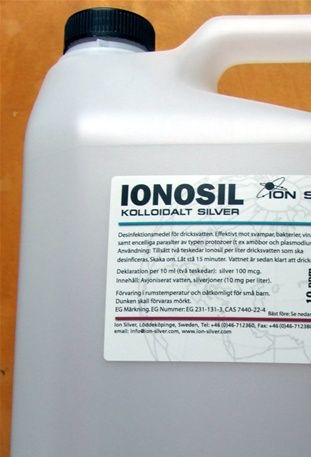 IONOSIL
ION S
KOLLOIDALT SILVER
Desinfektionsmedel för dricksvatten. Effektivt mot svampar, bakterier, vir
samt encelliga parasiter av typen protozoer (t ex amöbor och plasmodium
Användning: Tillsätt två teskedar Ionosil per liter dricksvatten som ska
desinficeras. Skaka om. Låt stå 15 minuter. Vattnet är sedan klart att drick
Deklaration per 10 ml (två teskedar): silver 100 mcg.
Innehåll: Avjoniserat vatten, silverjoner (10 mg per liter).
Förvaring i rumstemperatur och oåtkomligt för små barn.
Dunken skall förvaras mörkt.
EG Märkning. EG Nummer: EG 231-131-3, CAS 7440-22-4
Bäst före: Se nedan
10 ppm
Ion Silver, Löddeköpinge, Sweden, Tel: +46 (0)46-712360, Fax: +46 (0)46
email: info@ion-silver.com, www.ion-silver.com